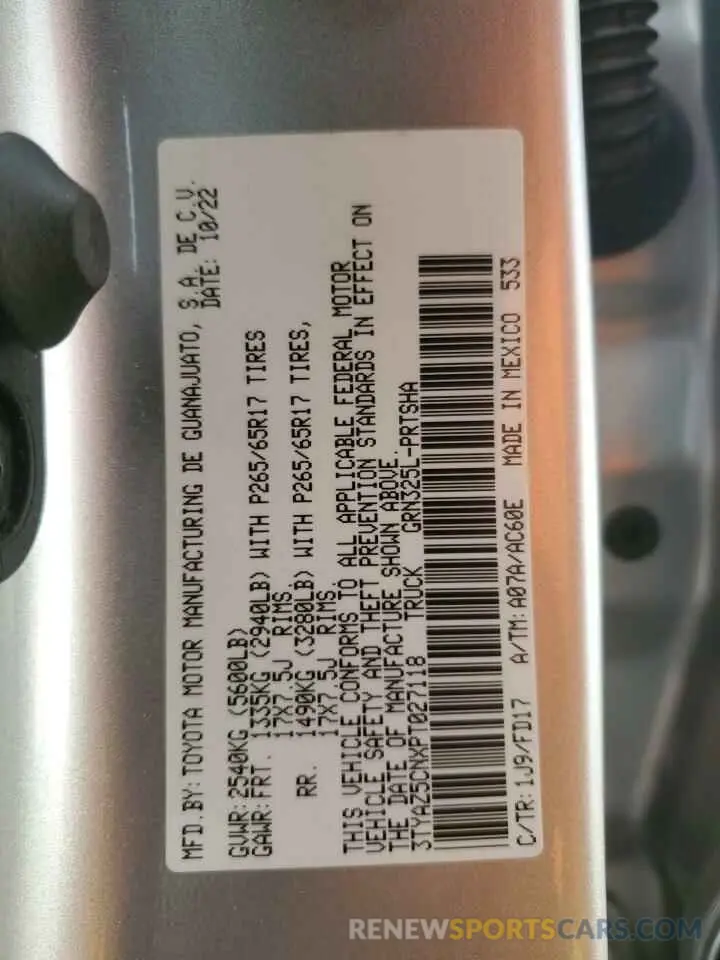 MFD.BY: TOYOTA MOTOR MANUFACTURING DE GUANAJUATO, S.A. DE C.V.
DATE: 10/22
GVWR: 2540KG (5600LB)
GAWR: FRT. 1335KG (2940LB) WITH P265/65R17 TIRES
17X7.5J RIMS.
RR. 1490KG (3280LB) WITH P265/65R17 TIRES,
17X7.5J RIMS.
THIS VEHICLE CONFORMS TO ALL APPLICABLE FEDERAL MOTOR
VEHICLE SAFETY AND THEFT PREVENTION STANDARDS IN EFFECT ON
THE DATE OF MANUFACTURE SHOWN ABOVE.
3TYAZ5CNXPT027118 TRUCK GRN325L-PRTSHA
C/TR: 1J9/FD17 A/TM: A07A/AC60E MADE IN MEXICO 533
RENEWSPORTSCARS.COM